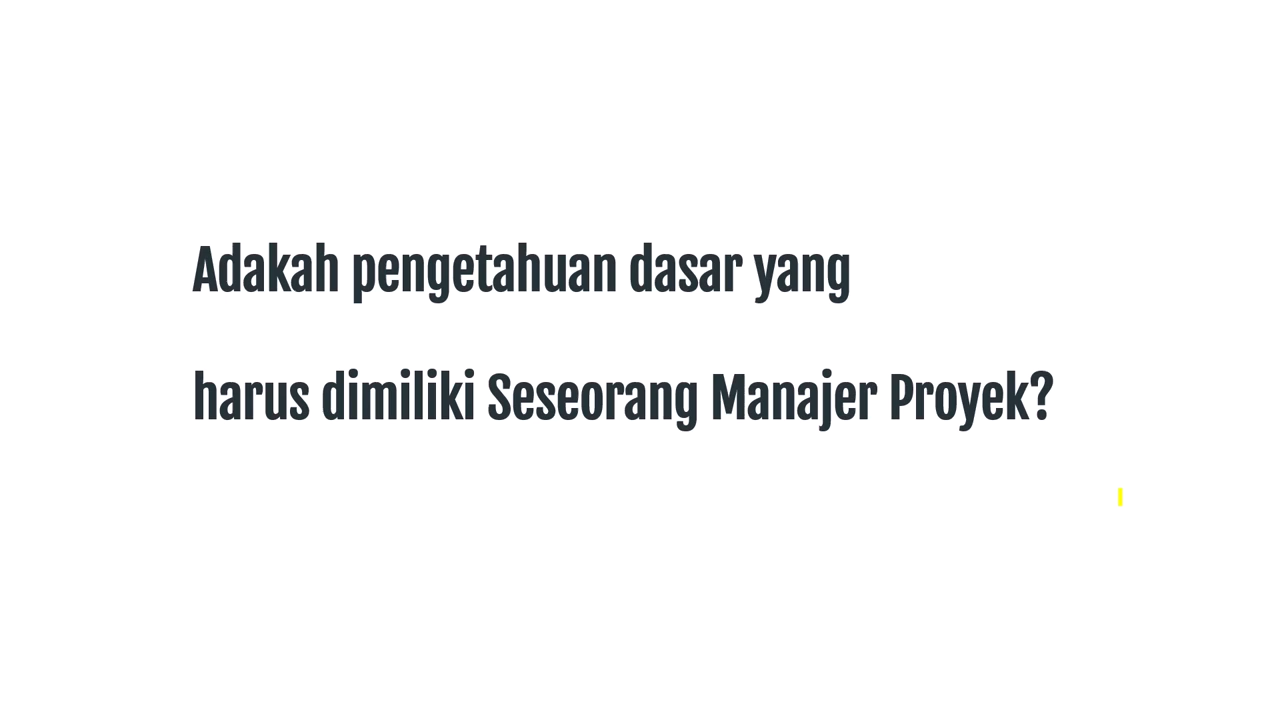 Adakah pengetahuan dasar yang
harus dimiliki Seseorang Manajer Proyek?